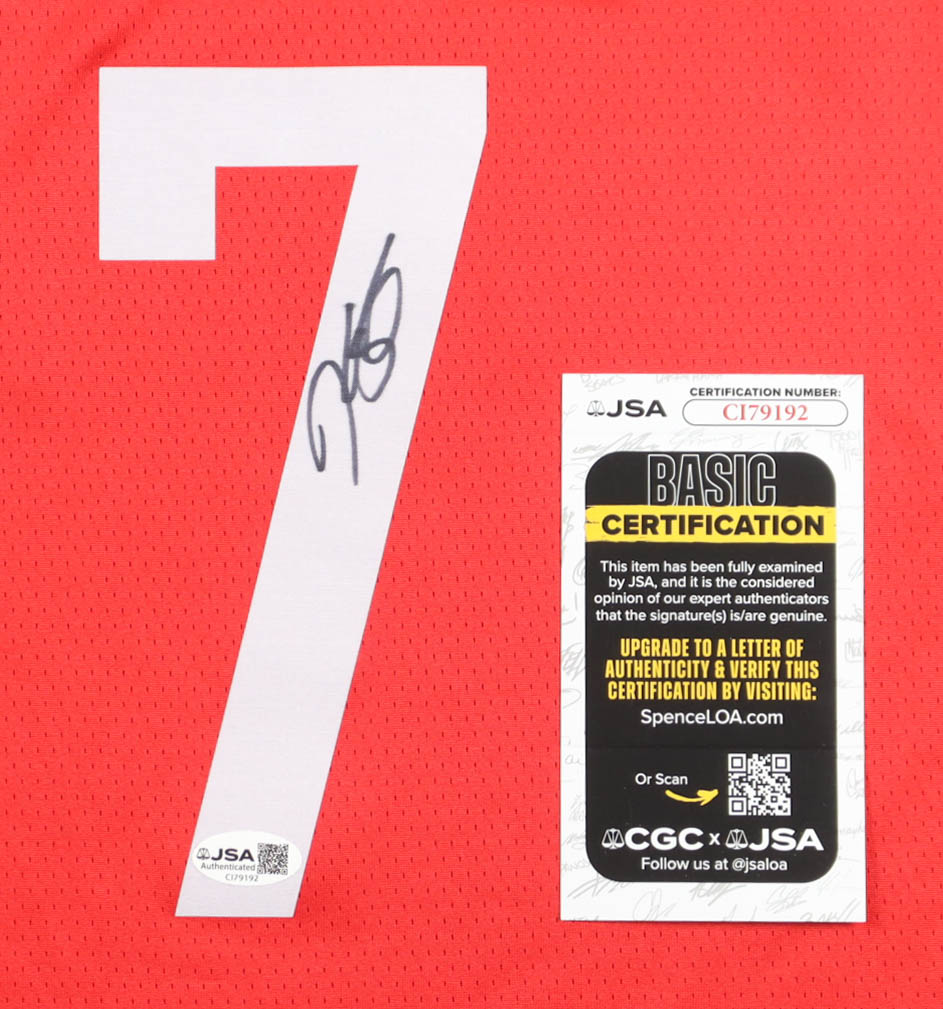 7
JSA
Authenticated
CI79192
JSA
CERTIFICATION NUMBER:
CI79192
BASIC
CERTIFICATION
This item has been fully examined
by JSA, and it is the considered
opinion of our expert authenticators
that the signature(s) is/are genuine.
UPGRADE TO A LETTER OF
AUTHENTICITY & VERIFY THIS
CERTIFICATION BY VISITING:
SpenceLOA.com
Or Scan
CGC x JSA
Follow us at @jsaloa